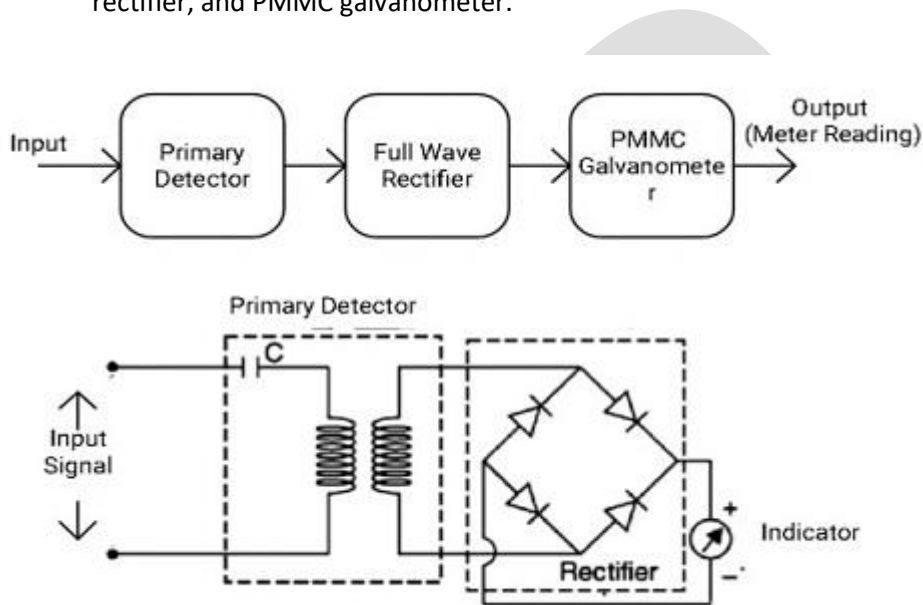 rectifier, and PMMC galvanometer.
Input
Primary
Detector
Full Wave
Rectifier
PMMC
Galvanomete
r
Output
(Meter Reading)
Primary Detector
C
Input
Signal
Rectifier
+
-
Indicator